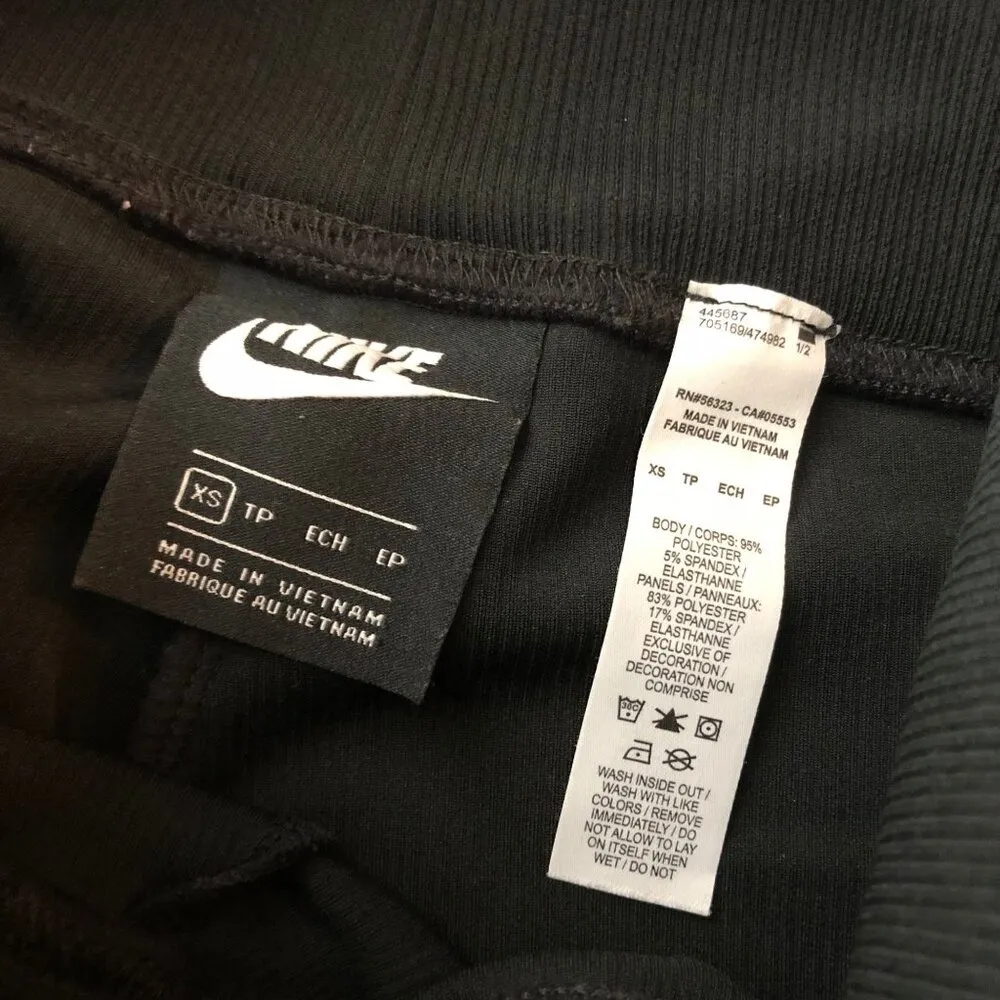 NIKE
XS TP ECH EP
MADE IN VIETNAM
FABRIQUE AU VIETNAM
445687
705169/474982 1/2
RN#56323 - CA#05553
MADE IN VIETNAM
FABRIQUE AU VIETNAM
XS TP ECH EP
BODY / CORPS: 95%
POLYESTER
5% SPANDEX /
ELASTHANNE
PANELS / PANNEAUX:
83% POLYESTER
17% SPANDEX /
ELASTHANNE
EXCLUSIVE OF
DECORATION /
DECORATION NON
COMPRISE
30C
WASH INSIDE OUT /
WASH WITH LIKE
COLORS / REMOVE
IMMEDIATELY / DO
NOT ALLOW TO LAY
ON ITSELF WHEN
WET / DO NOT